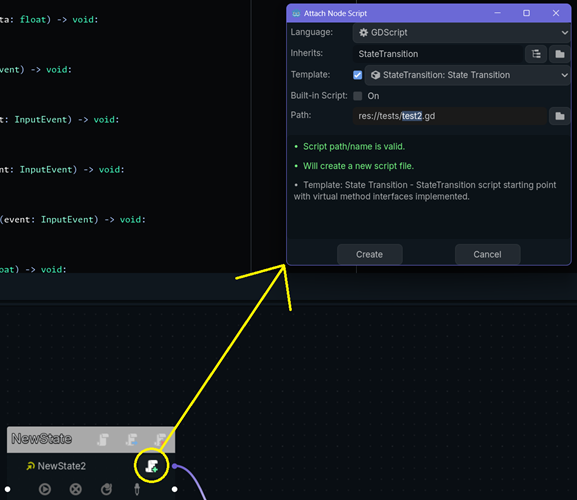 Attach Node Script
ta: float) -> void:
Language:
GDScript
Inherits:
StateTransition
vent) -> void:
Template:
StateTransition: State Transition
Built-In Script:
On
t: InputEvent) -> void:
Path:
res://tests/test2.gd
• Script path/name is valid.
• Will create a new script file.
nt: InputEvent) -> void:
• Template: State Transition - StateTransition script starting point
with virtual method interfaces implemented.
(event: InputEvent) -> void:
Create
Cancel
oat) -> void:
NewState
NewState2